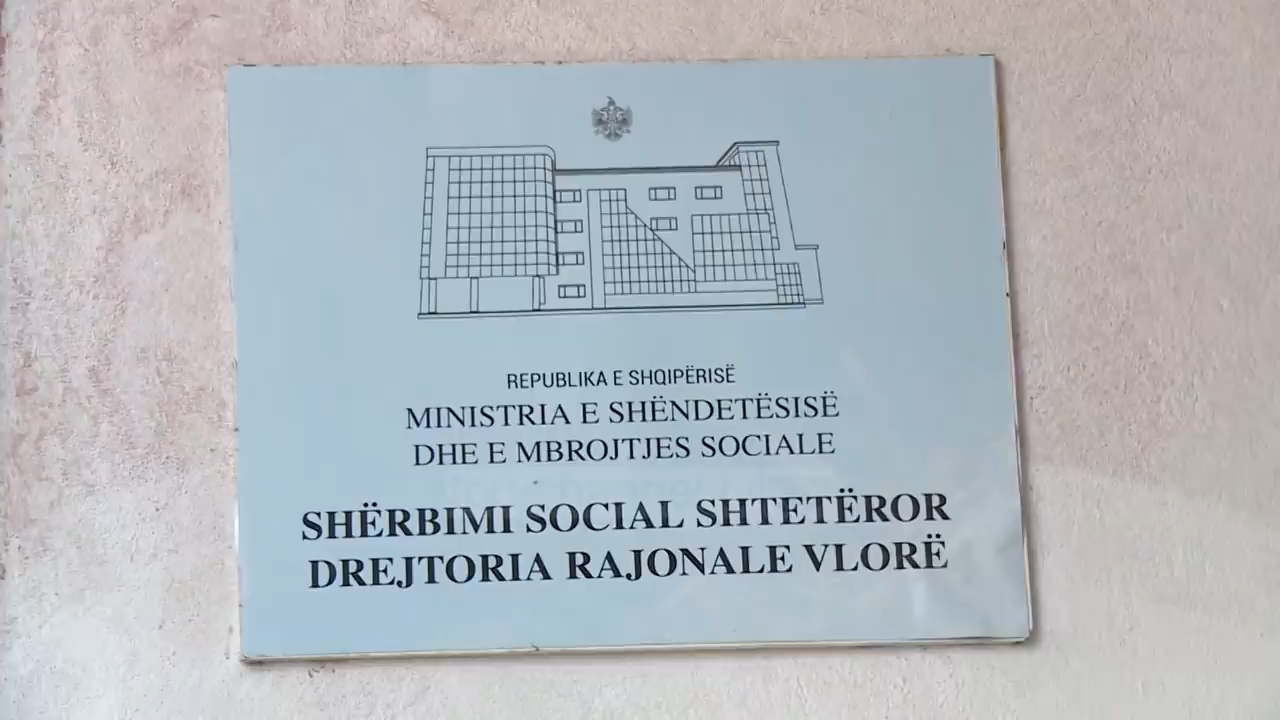 REPUBLIKA E SHQIPËRISË
MINISTRIA E SHËNDETËSISË
DHE E MBROJTJES SOCIALE
SHËRBIMI SOCIAL SHTETËROR
DREJTORIA RAJONALE VLORË